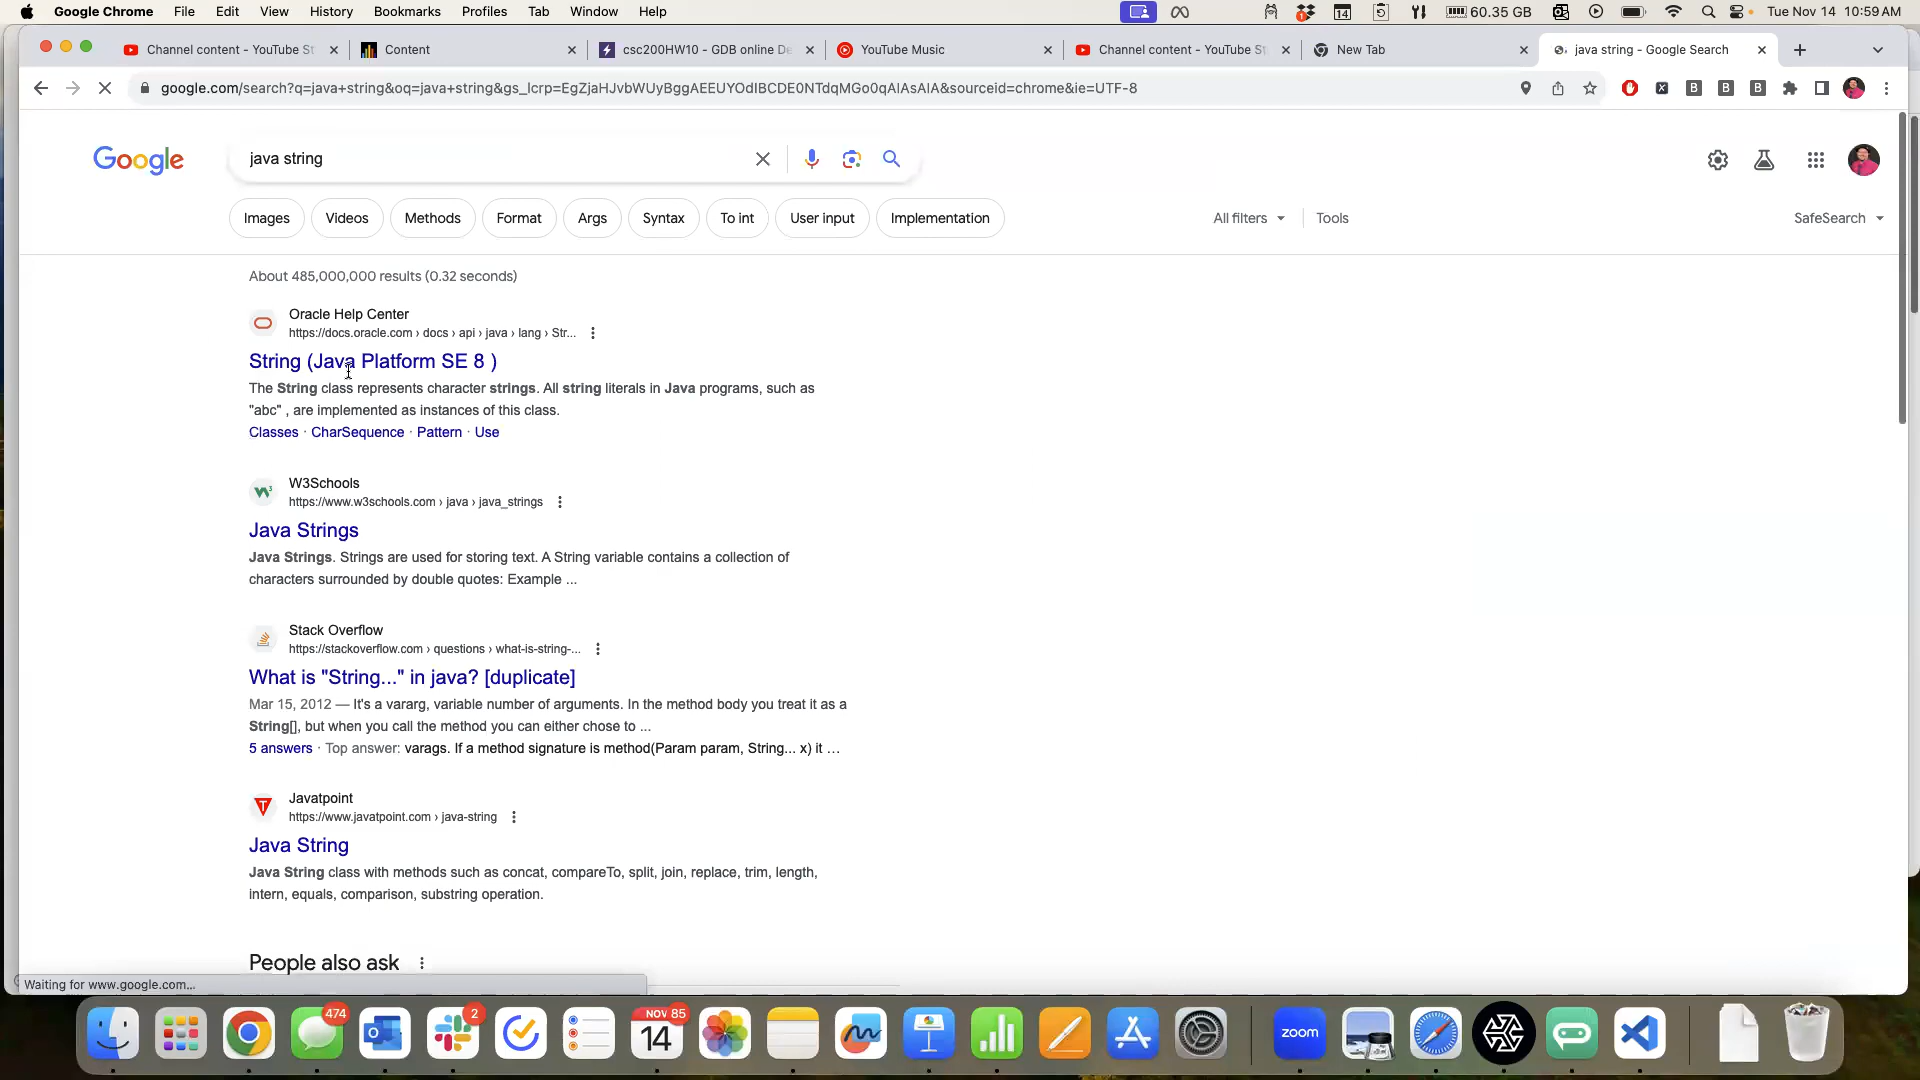 Google Chrome File Edit View History Bookmarks Profiles Tab Window Help 14 60.35 GB Tue Nov 14 10:59 AM
Channel content - YouTube St Content csc200HW10 - GDB online De YouTube Music Channel content - YouTube St New Tab java string - Google Search
google.com/search?q=java+string&oq=java+string&gs_lcrp=EgZjaHJvbWUyBggAEEUYOdIBCDE0NTdqMGo0qAIAsAIA&sourceid=chrome&ie=UTF-8
Google java string
Images Videos Methods Format Args Syntax To int User input Implementation All filters Tools SafeSearch
About 485,000,000 results (0.32 seconds)
Oracle Help Center
https://docs.oracle.com › docs › api › java › lang › Str...
String (Java Platform SE 8 )
The String class represents character strings. All string literals in Java programs, such as
"abc" , are implemented as instances of this class.
Classes · CharSequence · Pattern · Use
W3Schools
https://www.w3schools.com › java › java_strings
Java Strings
Java Strings. Strings are used for storing text. A String variable contains a collection of
characters surrounded by double quotes: Example ...
Stack Overflow
https://stackoverflow.com › questions › what-is-string-...
What is "String..." in java? [duplicate]
Mar 15, 2012 — It's a vararg, variable number of arguments. In the method body you treat it as a
String[], but when you call the method you can either chose to ...
5 answers · Top answer: varags. If a method signature is method(Param param, String... x) it …
Javatpoint
https://www.javatpoint.com › java-string
Java String
Java String class with methods such as concat, compareTo, split, join, replace, trim, length,
intern, equals, comparison, substring operation.
People also ask
Waiting for www.google.com...
474 2 NOV 85
14 zoom